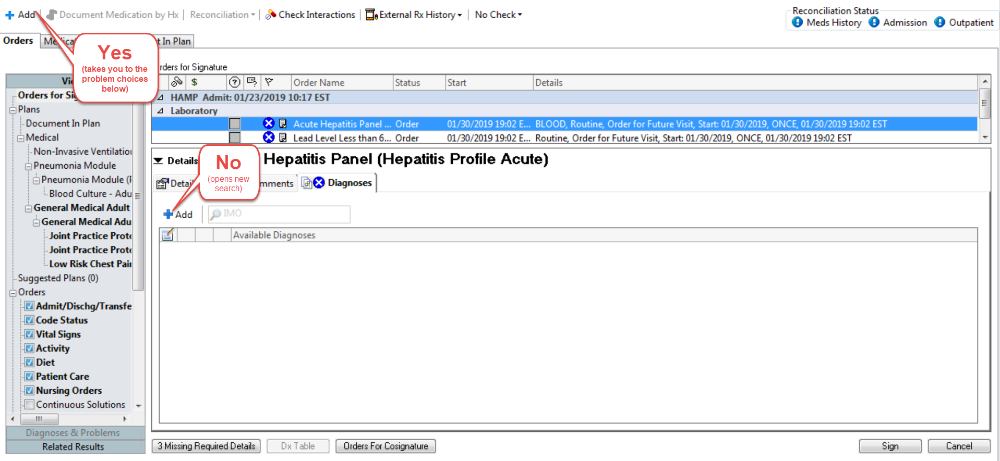 Add Document Medication by Hx Reconciliation Check Interactions External Rx History No Check
Reconciliation Status
Meds History Admission Outpatient
Orders Medica t In Plan
Yes
(takes you to the
problem choices
below)
rders for Signature
Vie
$ Order Name Status Start Details
Orders for Sig
HAMP Admit: 01/23/2019 10:17 EST
Plans
Laboratory
Document In Plan
Acute Hepatitis Panel ... Order 01/30/2019 19:02 E... BLOOD, Routine, Order for Future Visit, Start: 01/30/2019, ONCE, 01/30/2019 19:02 EST
Medical
Lead Level Less than 6... Order 01/30/2019 19:02 E... Routine, Order for Future Visit, Start: 01/30/2019, ONCE, 01/30/2019 19:02 EST
Non-Invasive Ventilation
Pneumonia Module
Pneumonia Module (P
Blood Culture - Adu
General Medical Adult
General Medical Adu
Joint Practice Proto
Joint Practice Proto
Low Risk Chest Pain
Suggested Plans (0)
Orders
Admit/Dischg/Transfe
Code Status
Vital Signs
Activity
Diet
Patient Care
Nursing Orders
Continuous Solutions
Diagnoses & Problems
Related Results
Details Hepatitis Panel (Hepatitis Profile Acute)
No
(opens new
search)
Detail mments Diagnoses
Add IMO
Available Diagnoses
3 Missing Required Details Dx Table Orders For Cosignature Sign Cancel